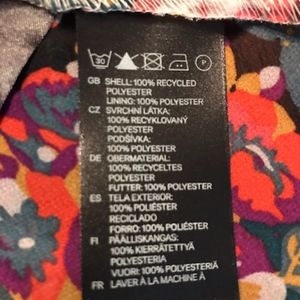 30
P
GB SHELL: 100% RECYCLED
POLYESTER
LINING: 100% POLYESTER
CZ SVRCHNÍ LÁTKA:
100% RECYKLOVANÝ
POLYESTER
PODŠÍVKA:
100% POLYESTER
DE OBERMATERIAL:
100% RECYCELTES
POLYESTER
FUTTER: 100% POLYESTER
ES TELA EXTERIOR:
100% POLIÉSTER
RECICLADO
FORRO: 100% POLIÉSTER
FI PÄÄLLISKANGAS:
100% KIERRÄTETTYÄ
POLYESTERIA
VUORI: 100% POLYESTERIÄ
FR LAVER À LA MACHINE À